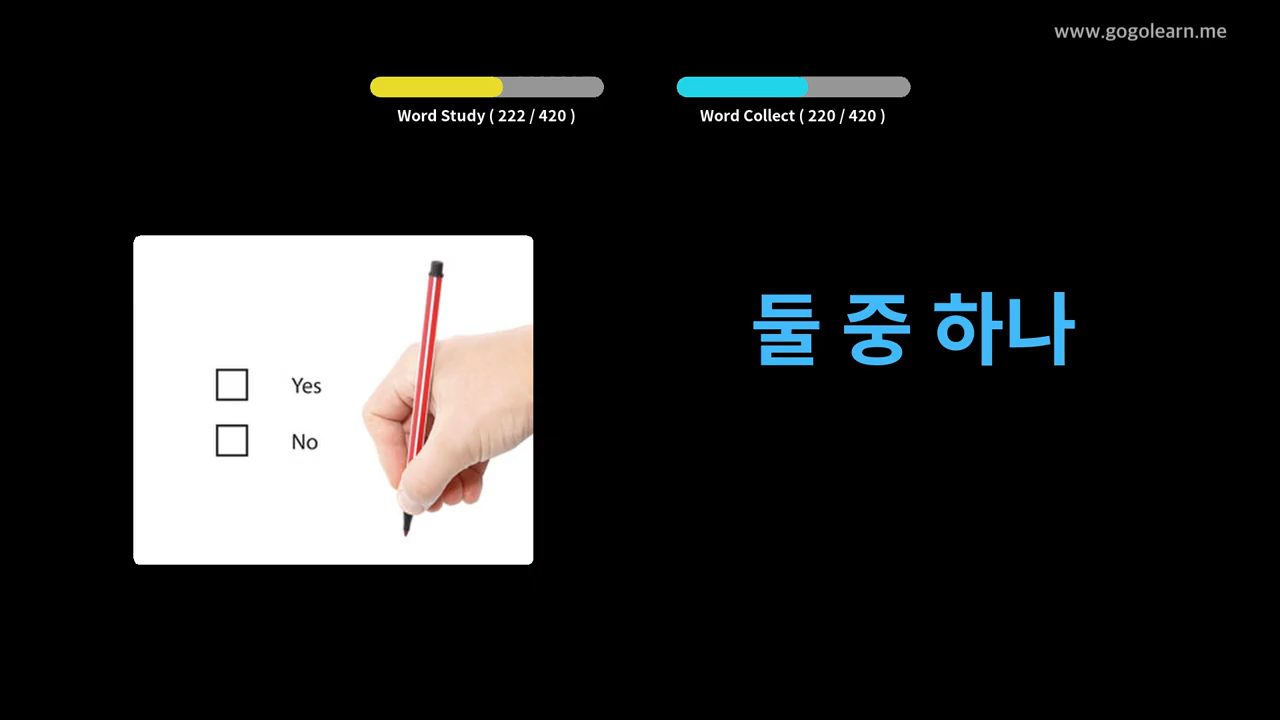 www.gogolearn.me
Word Study ( 222 / 420 )
Word Collect ( 220 / 420 )
Yes
No
둘 중 하나